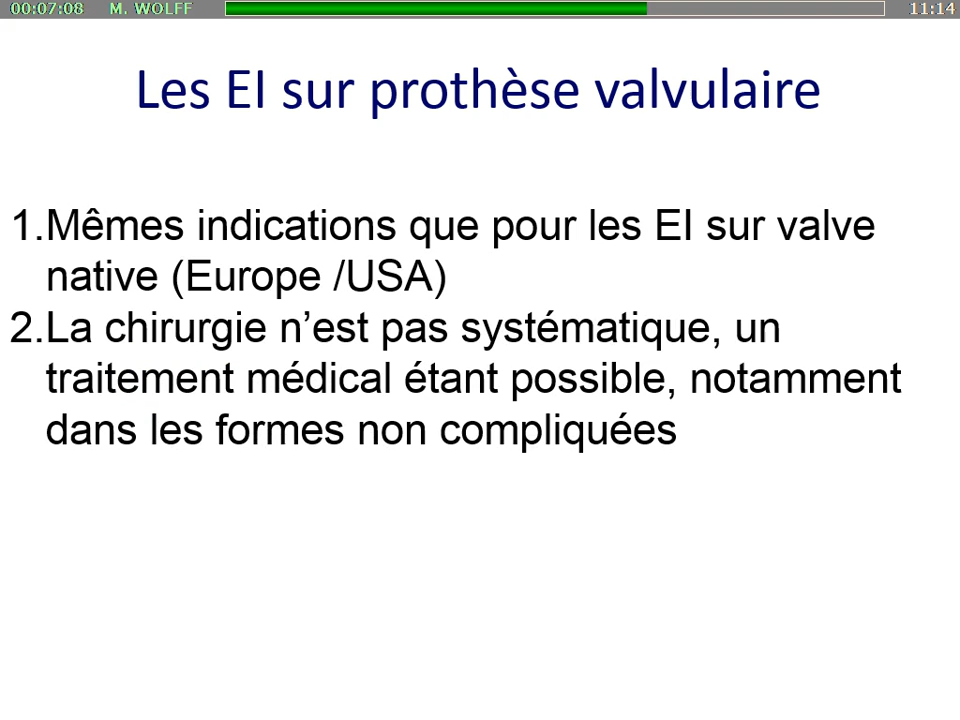 00:07:08 M. WOLFF 11:14
Les EI sur prothèse valvulaire
1.Mêmes indications que pour les EI sur valve
native (Europe /USA)
2.La chirurgie n’est pas systématique, un
traitement médical étant possible, notamment
dans les formes non compliquées